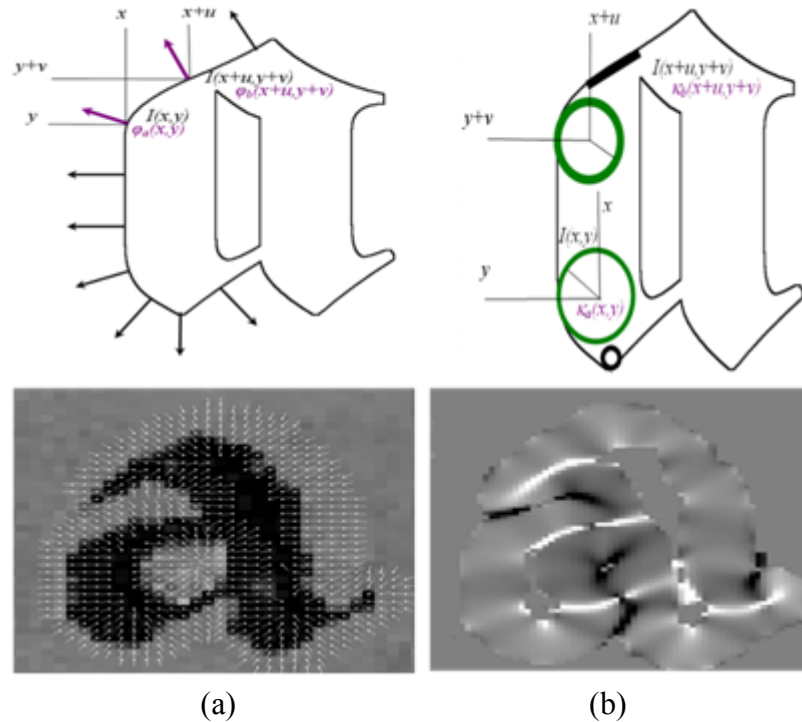 x
x+u
y+v
y
I(x+u,y+v)
φb(x+u,y+v)
I(x,y)
φa(x,y)
x+u
y+v
I(x+u,y+v)
κb(x+u,y+v)
x
I(x,y)
y
κa(x,y)
(a)
(b)